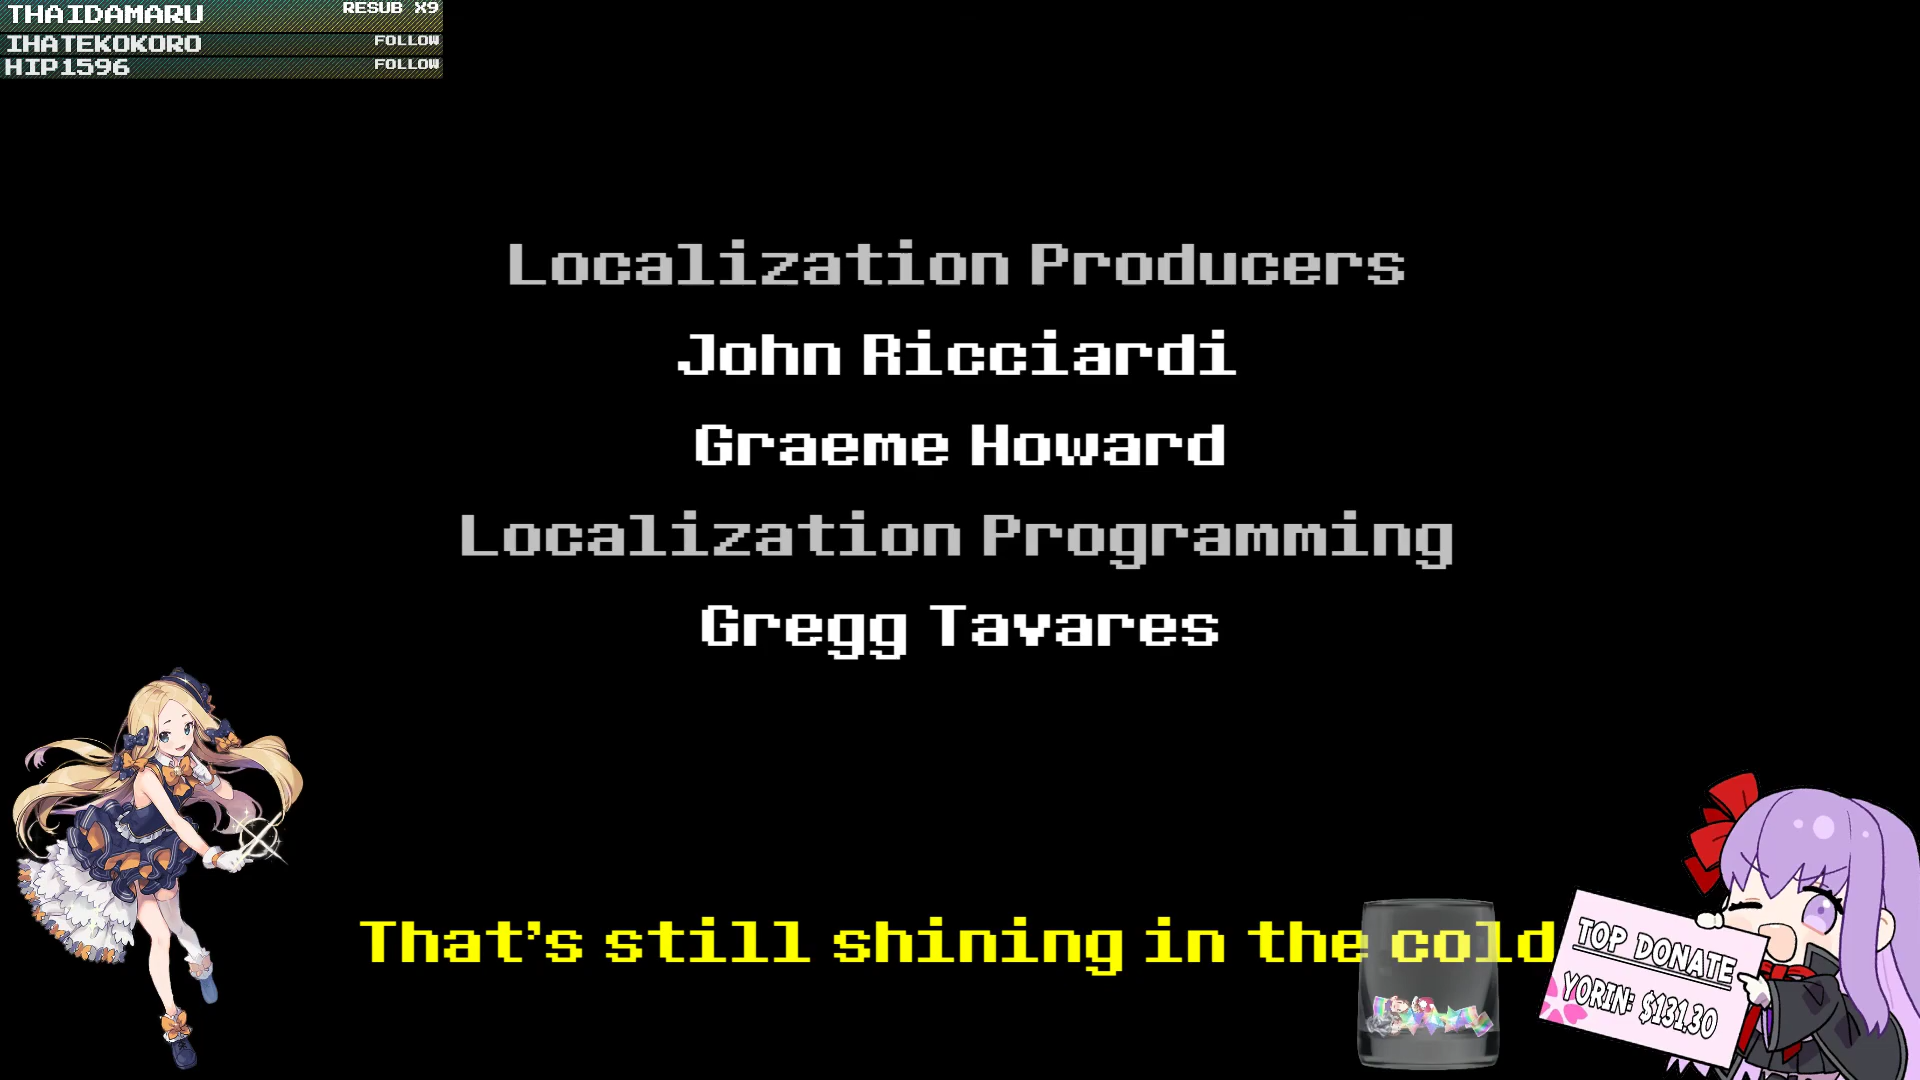 THAIDAMARU RESUB X9
IHATEKOKORO FOLLOW
HIP1596 FOLLOW
Localization Producers
John Ricciardi
Graeme Howard
Localization Programming
Gregg Tavares
That's still shining in the cold
TOP DONATE
YORIN: $131.30